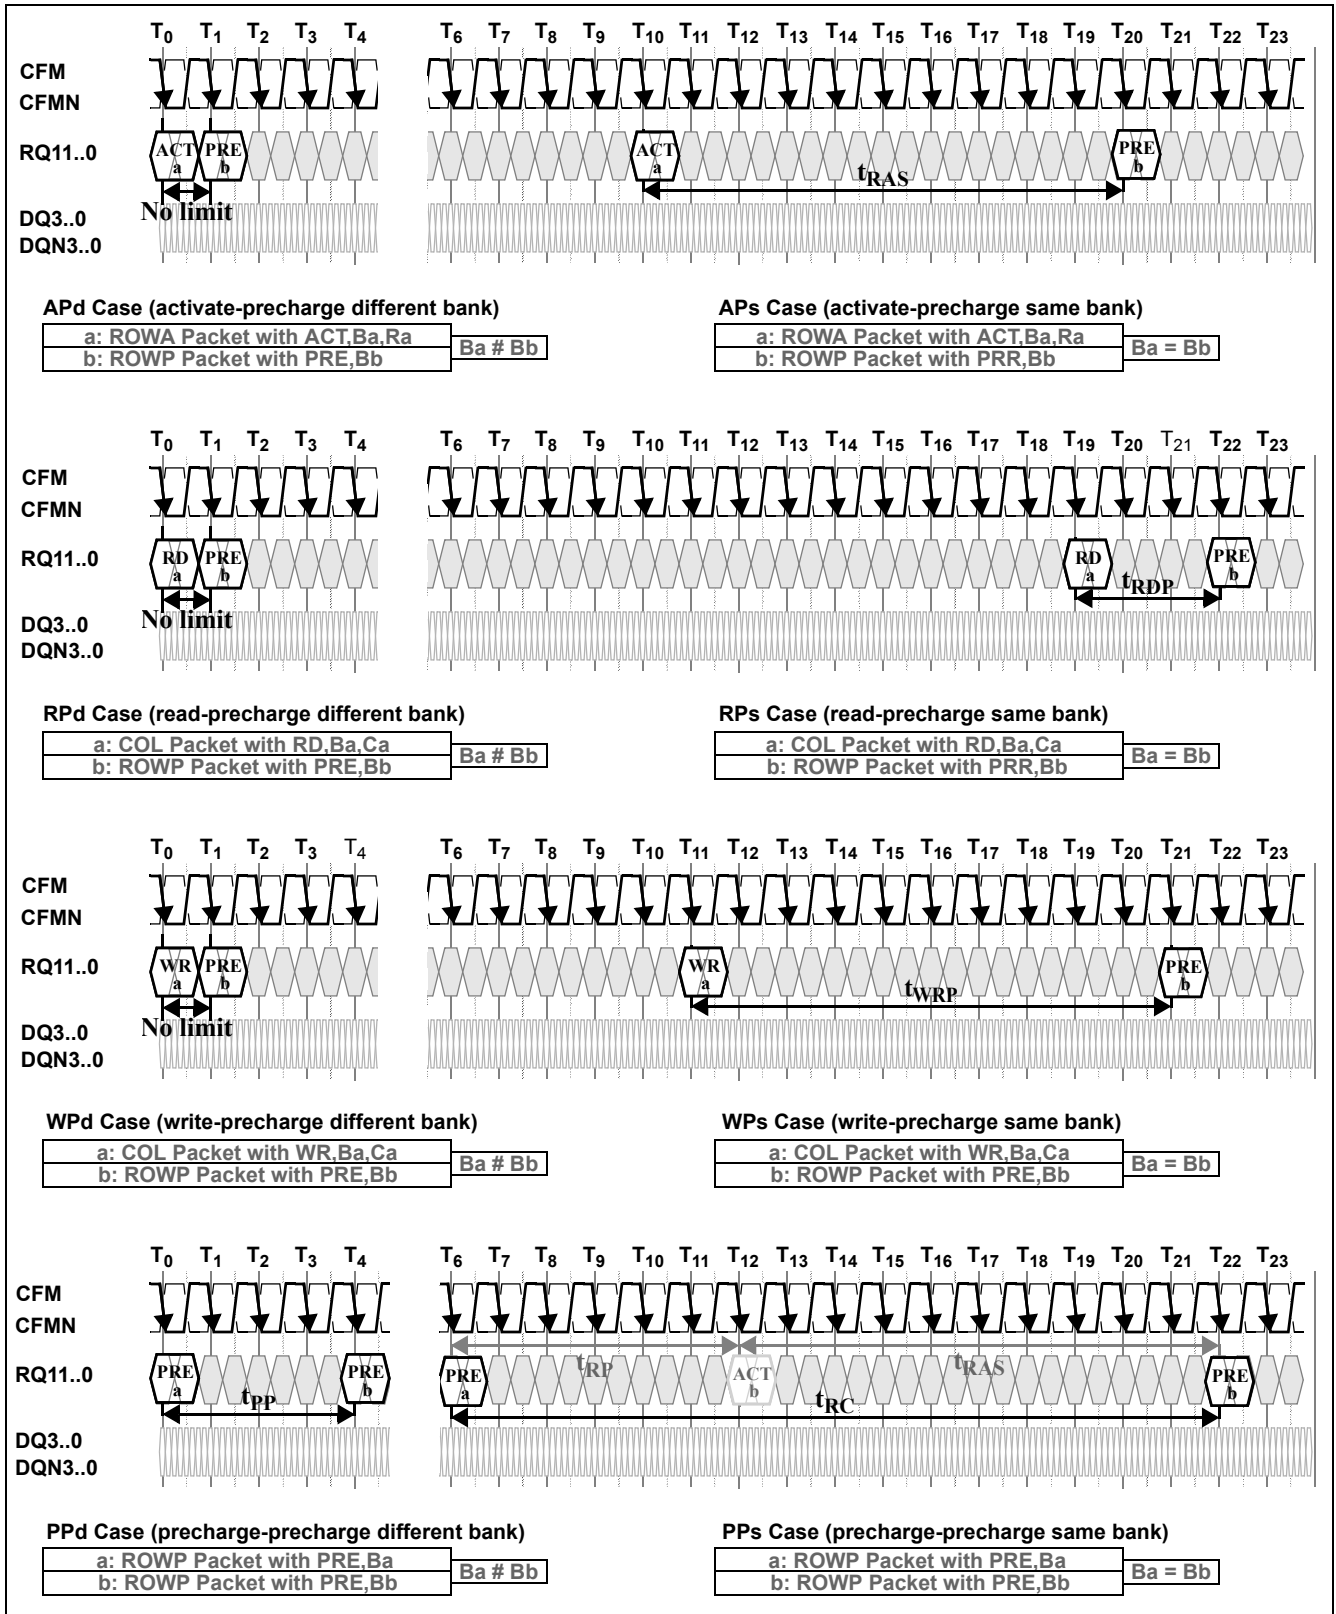 T0 T1 T2 T3 T4 T6 T7 T8 T9 T10 T11 T12 T13 T14 T15 T16 T17 T18 T19 T20 T21 T22 T23
CFM
CFMN
RQ11..0 ACT a PRE b ACT a tRAS PRE b
No limit
DQ3..0
DQN3..0
APd Case (activate-precharge different bank) APs Case (activate-precharge same bank)
a: ROWA Packet with ACT,Ba,Ra Ba # Bb a: ROWA Packet with ACT,Ba,Ra Ba = Bb
b: ROWP Packet with PRE,Bb b: ROWP Packet with PRR,Bb
T0 T1 T2 T3 T4 T6 T7 T8 T9 T10 T11 T12 T13 T14 T15 T16 T17 T18 T19 T20 T21 T22 T23
CFM
CFMN
RQ11..0 RD a PRE b RD a tRDP PRE b
No limit
DQ3..0
DQN3..0
RPd Case (read-precharge different bank) RPs Case (read-precharge same bank)
a: COL Packet with RD,Ba,Ca Ba # Bb a: COL Packet with RD,Ba,Ca Ba = Bb
b: ROWP Packet with PRE,Bb b: ROWP Packet with PRR,Bb
T0 T1 T2 T3 T4 T6 T7 T8 T9 T10 T11 T12 T13 T14 T15 T16 T17 T18 T19 T20 T21 T22 T23
CFM
CFMN
RQ11..0 WR a PRE b WR a tWRP PRE b
No limit
DQ3..0
DQN3..0
WPd Case (write-precharge different bank) WPs Case (write-precharge same bank)
a: COL Packet with WR,Ba,Ca Ba # Bb a: COL Packet with WR,Ba,Ca Ba = Bb
b: ROWP Packet with PRE,Bb b: ROWP Packet with PRE,Bb
T0 T1 T2 T3 T4 T6 T7 T8 T9 T10 T11 T12 T13 T14 T15 T16 T17 T18 T19 T20 T21 T22 T23
CFM
CFMN
RQ11..0 PRE a tPP PRE b PRE a tRP ACT b tRAS PRE b
tRC
DQ3..0
DQN3..0
PPd Case (precharge-precharge different bank) PPs Case (precharge-precharge same bank)
a: ROWP Packet with PRE,Ba Ba # Bb a: ROWP Packet with PRE,Ba Ba = Bb
b: ROWP Packet with PRE,Bb b: ROWP Packet with PRE,Bb